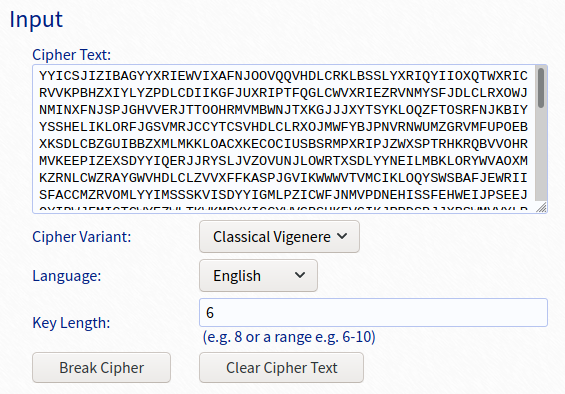 Input
Cipher Text:
YYICSJIZIBAGYYXRIEWVIXAFNJOOVQQVHDLCRKLBSSLYXRIQYIIOXQTWXRIC
RVVKPBHZXIYLYZPDLCDIIKGFJUXRIPTFQGLCWVXRIEZRVNMYSFJDLCLRXOWJ
NMINXFNJSPJGHVVERJTTOOHRMVMBWNJTXKGJJJXYTSYKLOQZFTOSRFNJKBIY
YSSHELIKLORFJGSVMRJCCYTCSVHDLCLRXOJMWFYBJPNVRNWUMZGRVMFUPOEB
XKSDLCBZGUIBBZXMLMKKLOACXKECOCIUSBSRMPXRIPJZWXSPTRHKRQBVVOHR
MVKEEPIZEXSDYYIQERJJRYSLJVZOVUNJLOWRTXSDLYYNEILMBKLORYWVAOXM
KZRNLCWZRAYGWVHDLCLZVVXFFKASPJGVIKWWWVTVMCIKLOQYSWSBAFJEWRII
SFACCMZRVOMLYYIMSSSKVISDYYIGMLPZICWFJNMVPDNEHISSFEHWEIJPSEEJ
Cipher Variant:
Classical Vigenere
Language:
English
Key Length:
6
(e.g. 8 or a range e.g. 6-10)
Break Cipher
Clear Cipher Text